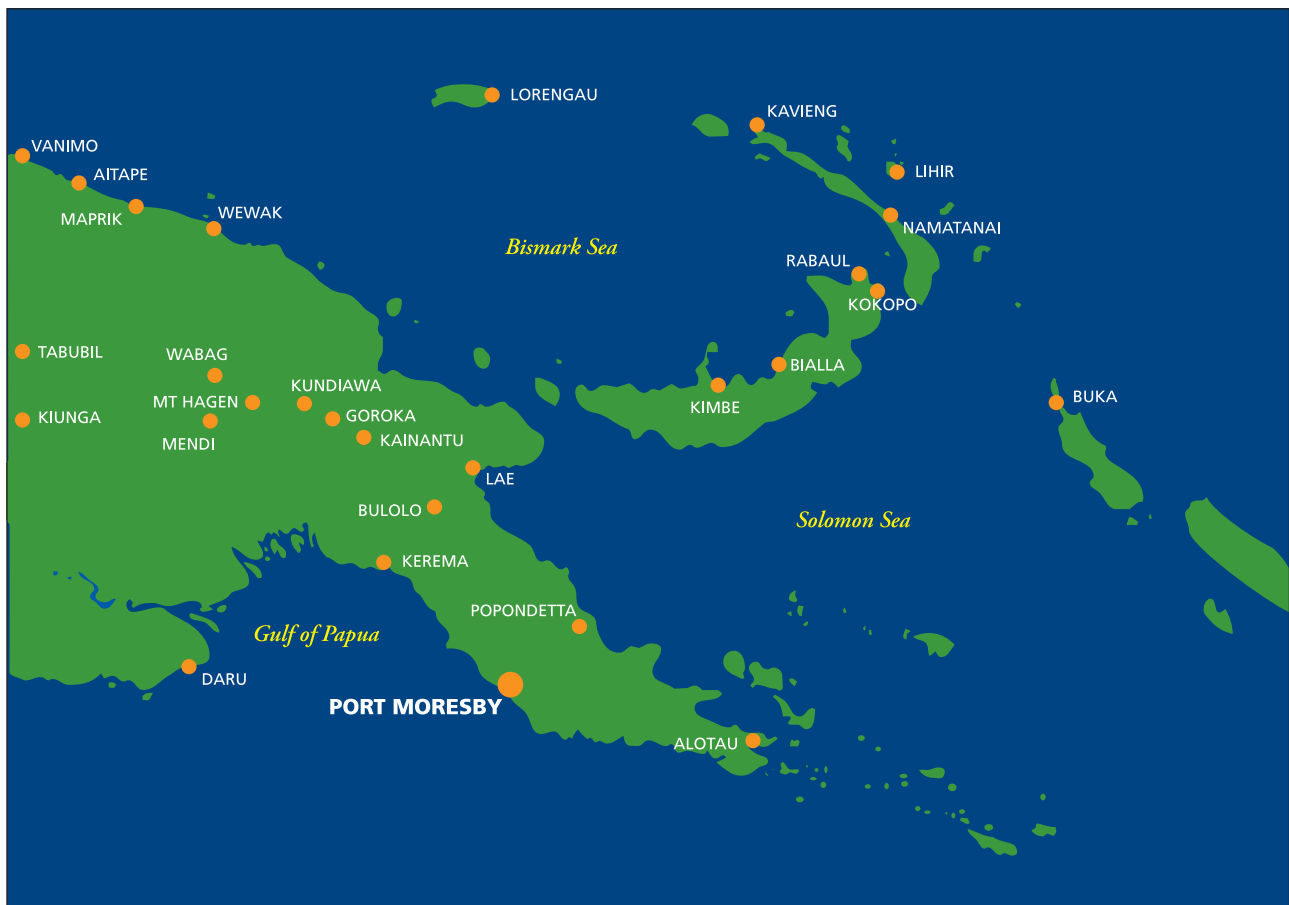 LORENGAU
KAVIENG
VANIMO
AITAPE
LIHIR
MAPRIK
WEWAK
NAMATANAI
Bismark Sea
RABAUL
KOKOPO
TABUBIL
WABAG
BIALLA
KUNDIAWA
BUKA
MT HAGEN
KIMBE
KIUNGA
GOROKA
MENDI
KAINANTU
LAE
BULOLO
Solomon Sea
KEREMA
POPONDETTA
Gulf of Papua
DARU
PORT MORESBY
ALOTAU